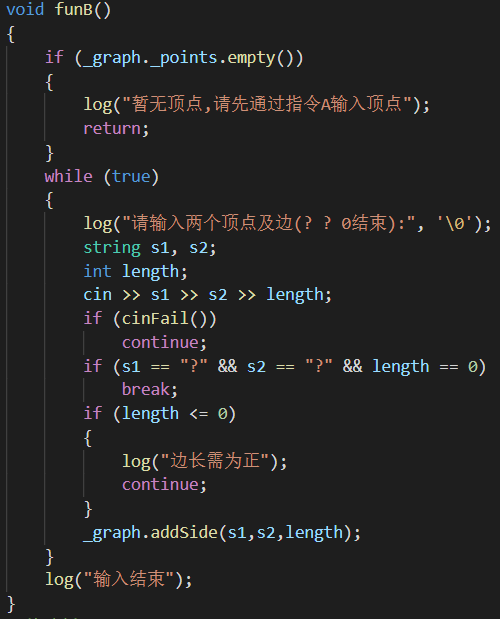 void funB()
{
    if (_graph._points.empty())
    {
        log("暂无顶点,请先通过指令A输入顶点");
        return;
    }
    while (true)
    {
        log("请输入两个顶点及边(? ? 0结束):", '\0');
        string s1, s2;
        int length;
        cin >> s1 >> s2 >> length;
        if (cinFail())
            continue;
        if (s1 == "?" && s2 == "?" && length == 0)
            break;
        if (length <= 0)
        {
            log("边长需为正");
            continue;
        }
        _graph.addSide(s1,s2,length);
    }
    log("输入结束");
}